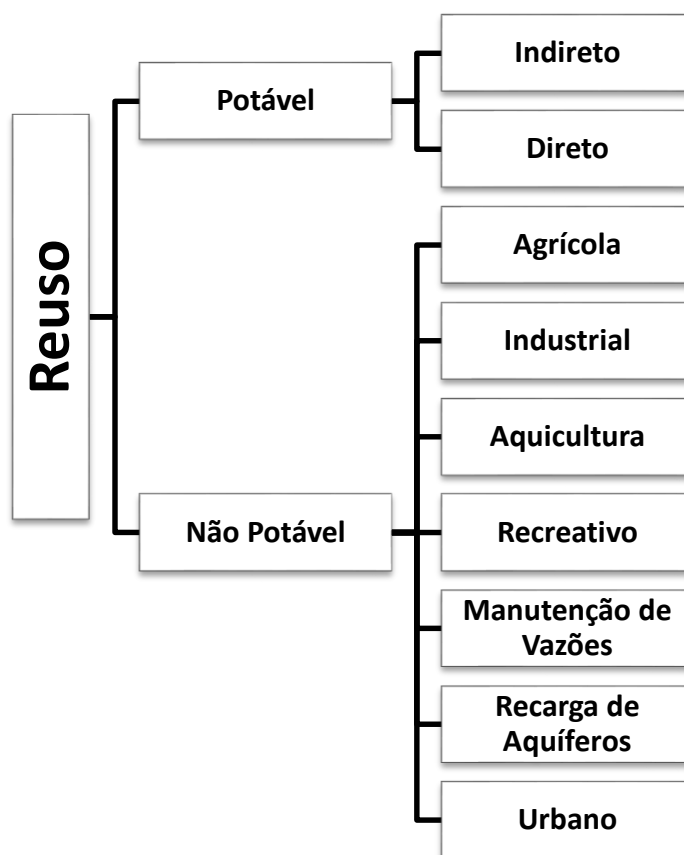 Reuso
Potável
Indireto
Direto
Não Potável
Agrícola
Industrial
Aquicultura
Recreativo
Manutenção de
Vazões
Recarga de
Aquíferos
Urbano